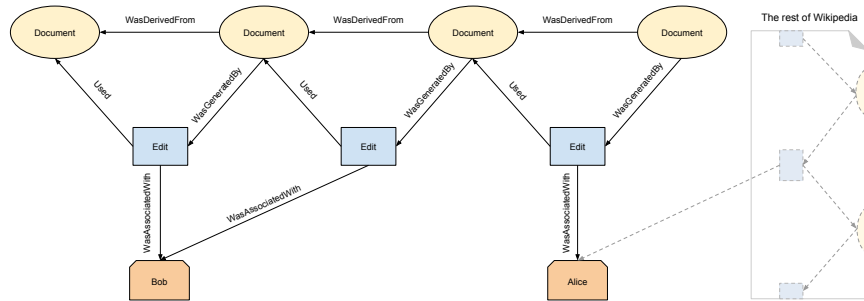 The rest of Wikipedia
WasDerivedFrom
WasDerivedFrom
WasDerivedFrom
Document
Document
Document
Document
Used
WasGeneratedBy
Used
WasGeneratedBy
Used
WasGeneratedBy
Edit
Edit
Edit
WasAssociatedWith
WasAssociatedWith
WasAssociatedWith
Bob
Alice